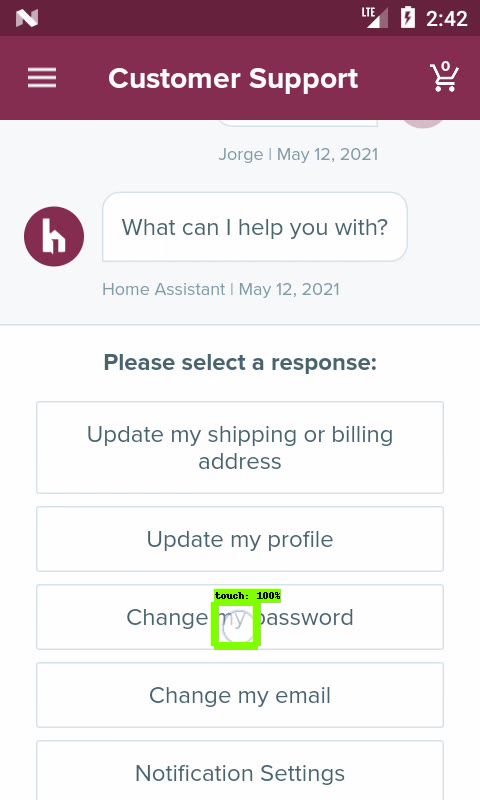 LTE
2:42
Customer Support
0
Jorge | May 12, 2021
h
What can I help you with?
Home Assistant | May 12, 2021
Please select a response:
Update my shipping or billing
address
Update my profile
touch: 100%
Change my password
Change my email
Notification Settings